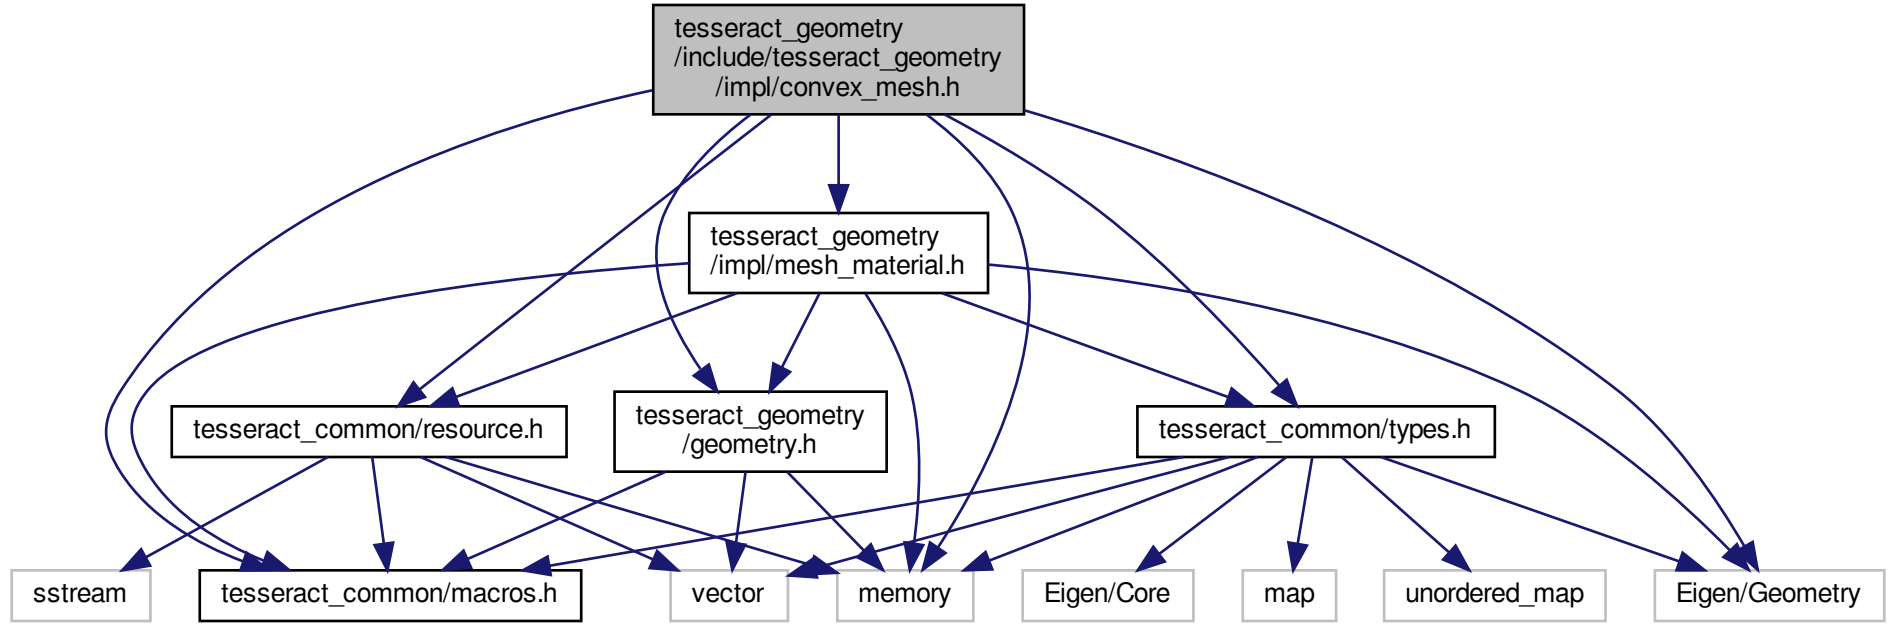 tesseract_geometry
/include/tesseract_geometry
/impl/convex_mesh.h
tesseract_geometry
/impl/mesh_material.h
tesseract_common/resource.h
tesseract_geometry
/geometry.h
tesseract_common/types.h
sstream
tesseract_common/macros.h
vector
memory
Eigen/Core
map
unordered_map
Eigen/Geometry